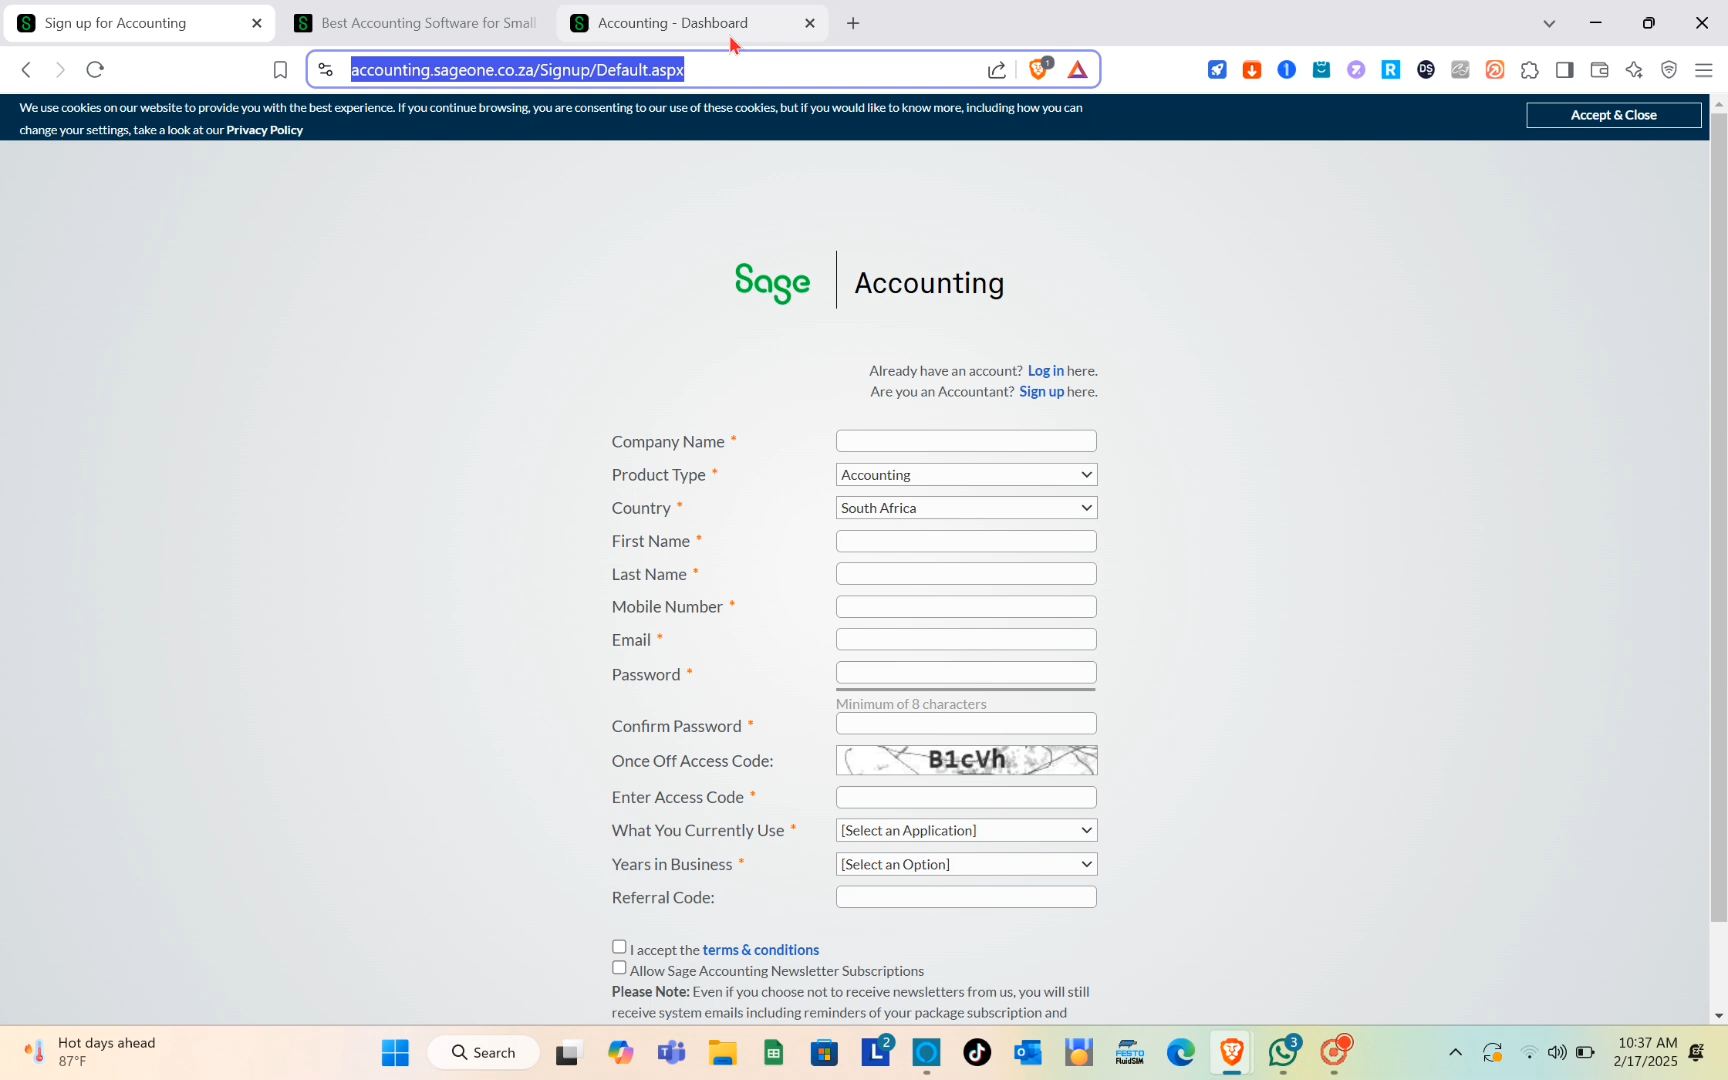 Sign up for Accounting
Best Accounting Software for Small
Accounting - Dashboard
accounting.sageone.co.za/Signup/Default.aspx
1
We use cookies on our website to provide you with the best experience. If you continue browsing, you are consenting to our use of these cookies, but if you would like to know more, including how you can
change your settings, take a look at our Privacy Policy
Accept & Close
Sage Accounting
Already have an account? Log in here.
Are you an Accountant? Sign up here.
Company Name *
Product Type * Accounting
Country * South Africa
First Name *
Last Name *
Mobile Number *
Email *
Password *
Minimum of 8 characters
Confirm Password *
Once Off Access Code: B1cVh
Enter Access Code *
What You Currently Use * [Select an Application]
Years in Business * [Select an Option]
Referral Code:
I accept the terms & conditions
Allow Sage Accounting Newsletter Subscriptions
Please Note: Even if you choose not to receive newsletters from us, you will still
receive system emails including reminders of your package subscription and
Hot days ahead
87°F
Search
2
L
FESTO
FluidSIM
3
10:37 AM
2/17/2025